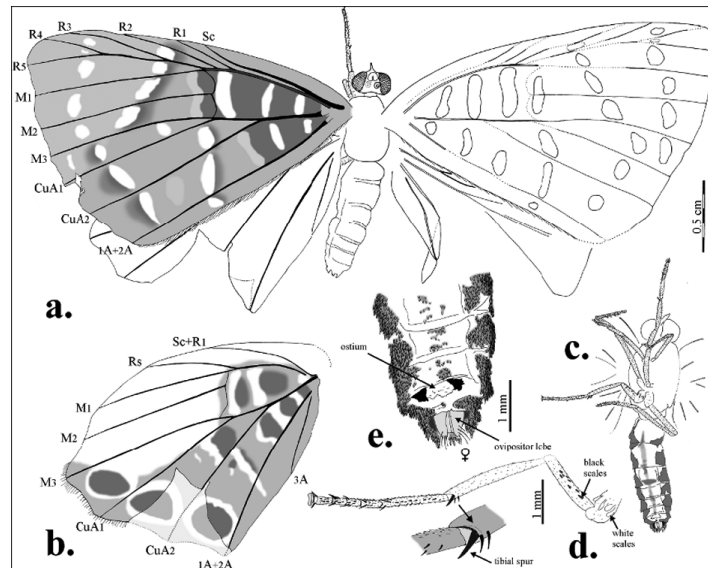 a.
R4
R3
R2
R1
Sc
R5
M1
M2
M3
CuA1
CuA2
1A+2A
0.5 cm
b.
Sc+R1
Rs
M1
M2
M3
CuA1
CuA2
1A+2A
3A
e.
ostium
1 mm
ovipositor lobe
♀
c.
d.
1 mm
black
scales
white
scales
tibial spur